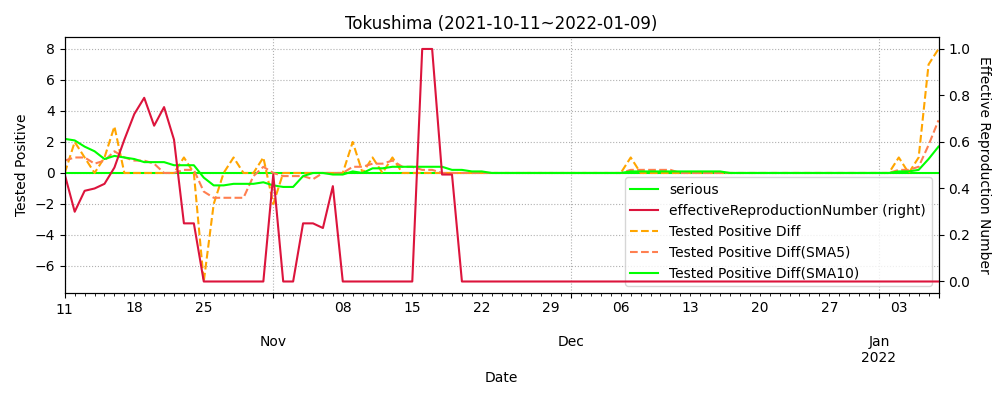 Tokushima (2021-10-11~2022-01-09)
8
6
4
2
0
−2
−4
−6
Tested Positive
1.0
0.8
0.6
0.4
0.2
0.0
Effective Reproduction Number
serious
effectiveReproductionNumber (right)
Tested Positive Diff
Tested Positive Diff(SMA5)
Tested Positive Diff(SMA10)
11 18 25 08 15 22 29 06 13 20 27 03
Nov Dec Jan
2022
Date